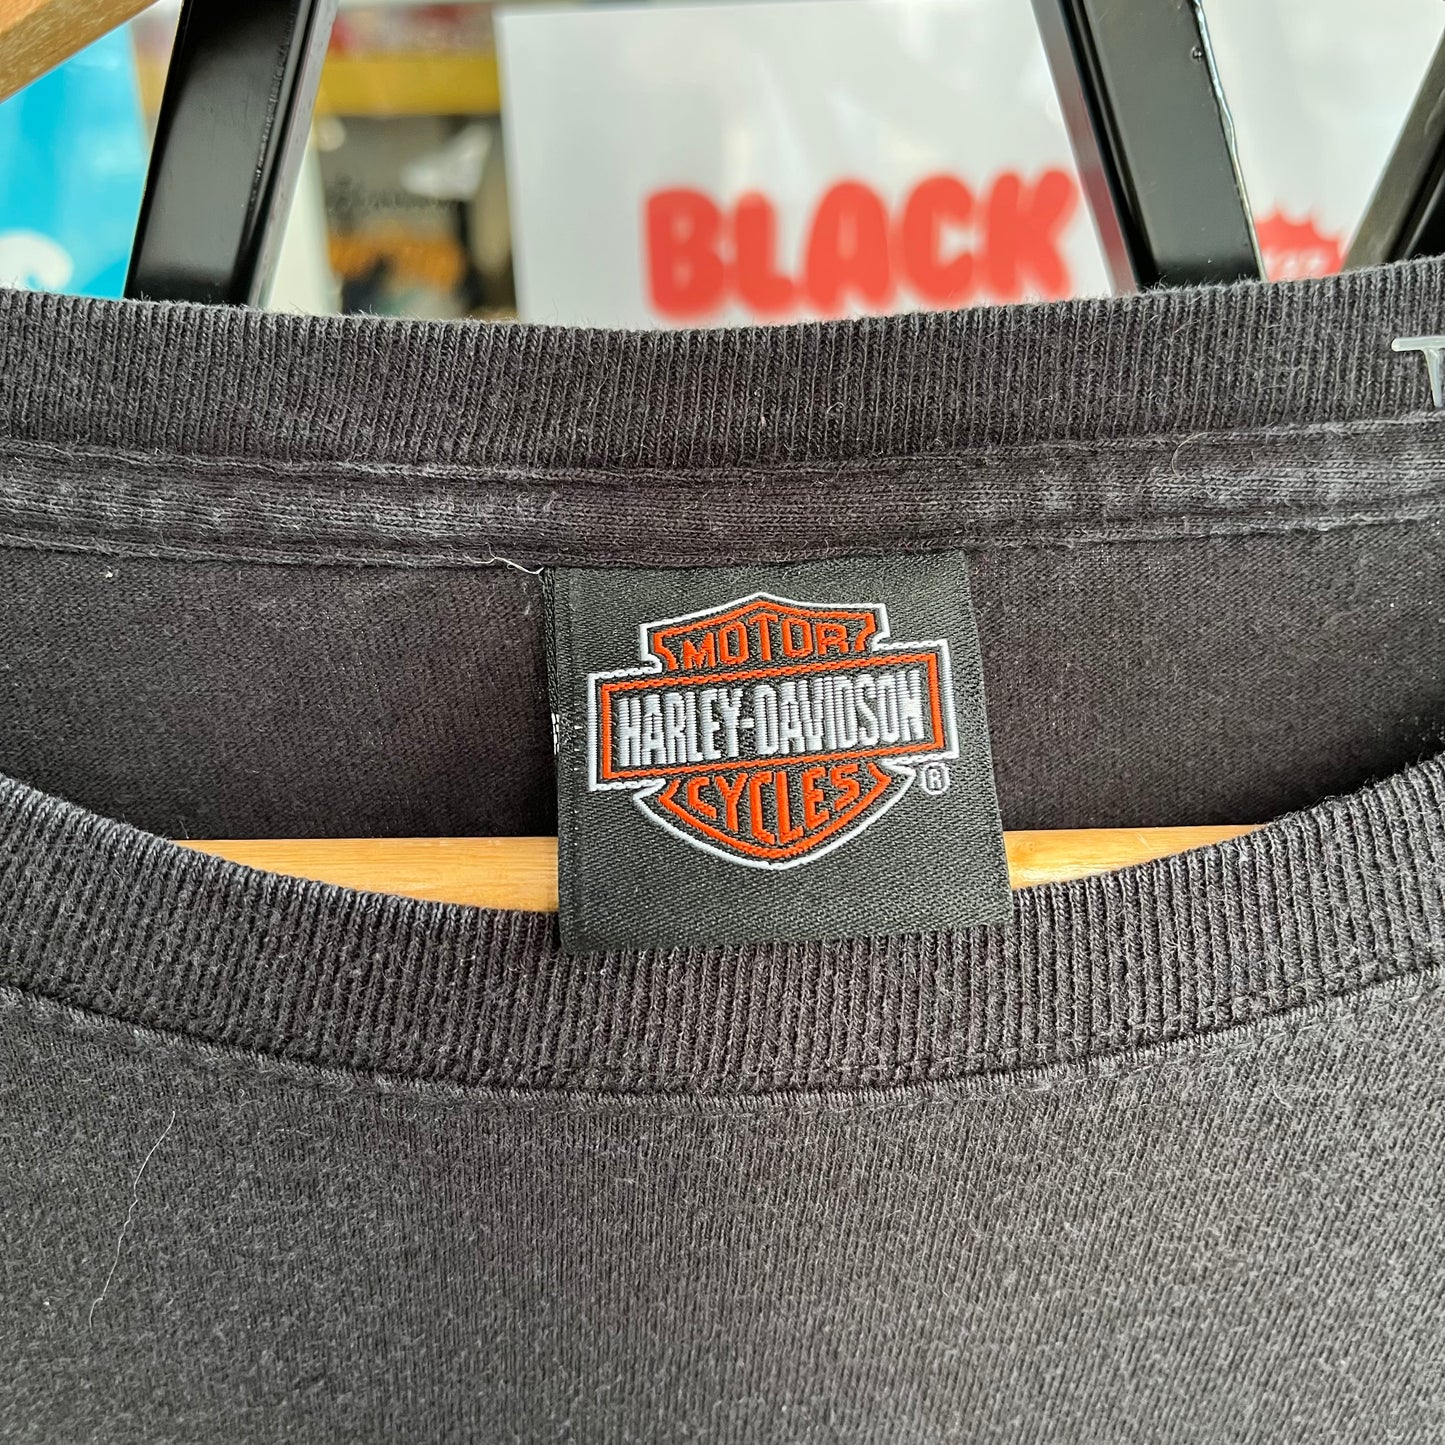 BLACK
MOTOR
HARLEY-DAVIDSON
CYCLES
®